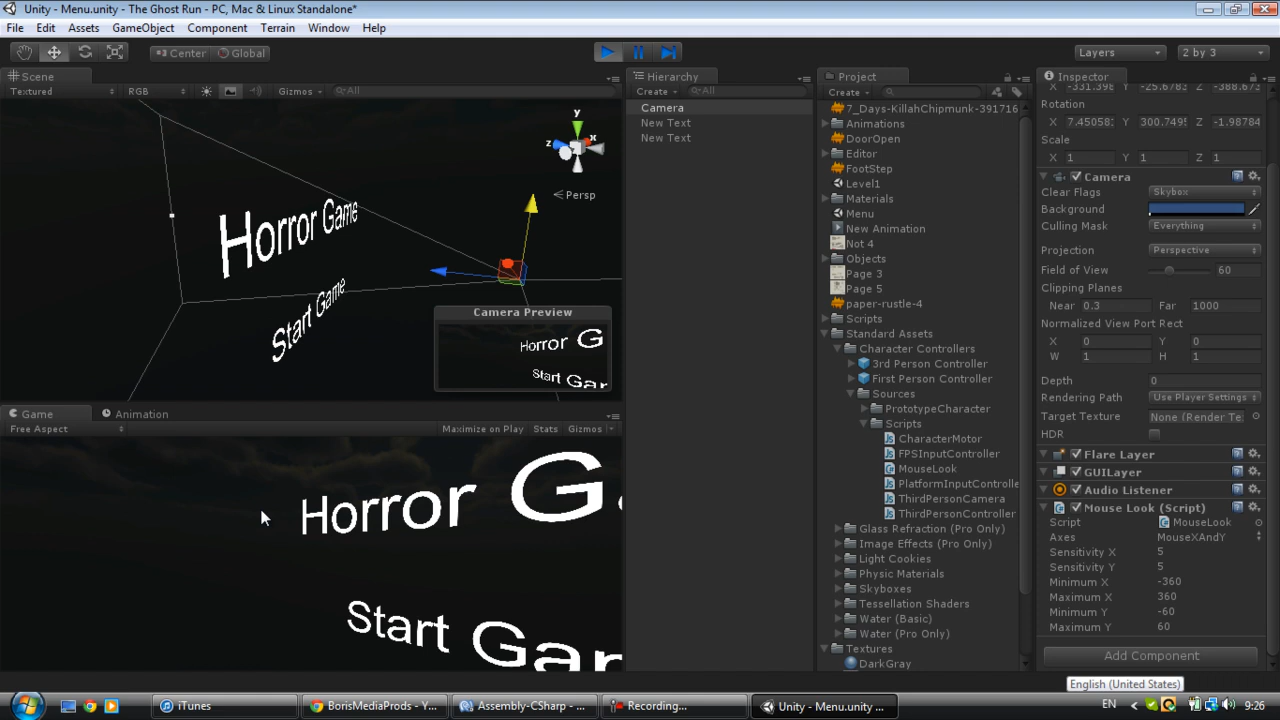 Unity - Menu.unity - The Ghost Run - PC, Mac & Linux Standalone*
File Edit Assets GameObject Component Terrain Window Help
Center Global
Layers 2 by 3
Scene
Textured RGB Gizmos All
y
x
z
Persp
Horror Game
Start Game
Camera Preview
Horror G
Start Gar
Game Animation
Free Aspect Maximize on Play Stats Gizmos
Horror Ga
Start Gam
Hierarchy
Create All
Camera
New Text
New Text
Project
Create
7_Days-KillahChipmunk-391716
Animations
DoorOpen
Editor
FootStep
Level1
Materials
Menu
New Animation
Not 4
Objects
Page 3
Page 5
paper-rustle-4
Scripts
Standard Assets
Character Controllers
3rd Person Controller
First Person Controller
Sources
PrototypeCharacter
Scripts
CharacterMotor
FPSInputController
MouseLook
PlatformInputControlle
ThirdPersonCamera
ThirdPersonController
Glass Refraction (Pro Only)
Image Effects (Pro Only)
Light Cookies
Physic Materials
Skyboxes
Tessellation Shaders
Water (Basic)
Water (Pro Only)
Textures
DarkGray
Inspector
X -331.398 Y -25.6783 Z -388.673
Rotation
X 7.45058 Y 300.749 Z -1.98784
Scale
X 1 Y 1 Z 1
Camera
Clear Flags Skybox
Background
Culling Mask Everything
Projection Perspective
Field of View 60
Clipping Planes
Near 0.3 Far 1000
Normalized View Port Rect
X 0 Y 0
W 1 H 1
Depth 0
Rendering Path Use Player Settings
Target Texture None (Render Te
HDR
Flare Layer
GUILayer
Audio Listener
Mouse Look (Script)
Script MouseLook
Axes MouseXAndY
Sensitivity X 5
Sensitivity Y 5
Minimum X -360
Maximum X 360
Minimum Y -60
Maximum Y 60
Add Component
English (United States)
iTunes BorisMediaProds - Y... Assembly-CSharp - ... Recording... Unity - Menu.unity ... EN 9:26